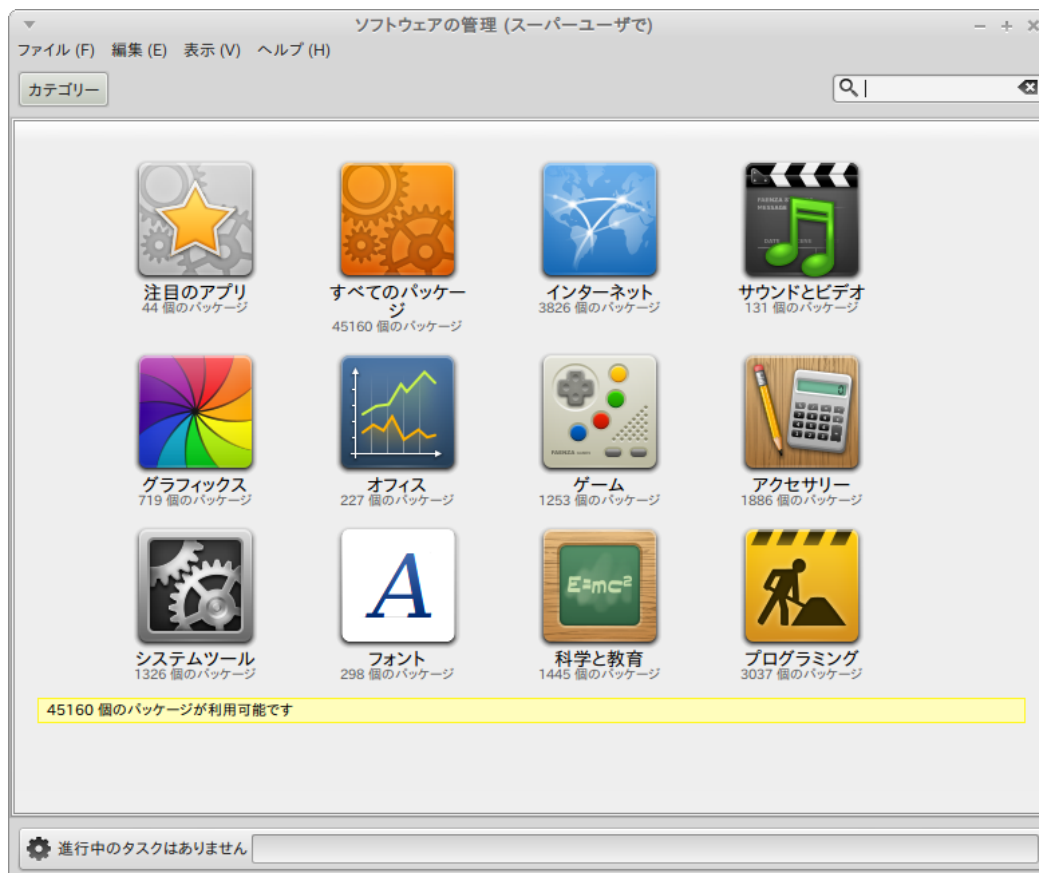 ソフトウェアの管理 (スーパーユーザで)
ファイル (F) 編集 (E) 表示 (V) ヘルプ (H)
カテゴリー
注目のアプリ
44 個のパッケージ
すべてのパッケー
ジ
45160 個のパッケージ
インターネット
3826 個のパッケージ
サウンドとビデオ
131 個のパッケージ
グラフィックス
719 個のパッケージ
オフィス
227 個のパッケージ
ゲーム
1253 個のパッケージ
アクセサリー
1886 個のパッケージ
E=mc²
システムツール
1326 個のパッケージ
A
フォント
298 個のパッケージ
科学と教育
1445 個のパッケージ
プログラミング
3037 個のパッケージ
45160 個のパッケージが利用可能です
進行中のタスクはありません